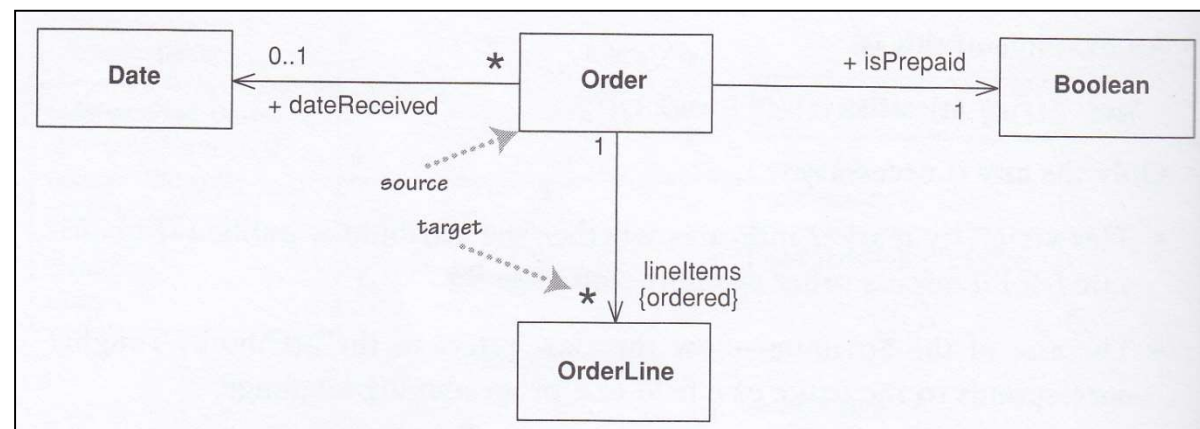 Date
0..1
*
+ dateReceived
Order
+ isPrepaid
1
Boolean
1
source
target
*
lineItems
{ordered}
OrderLine